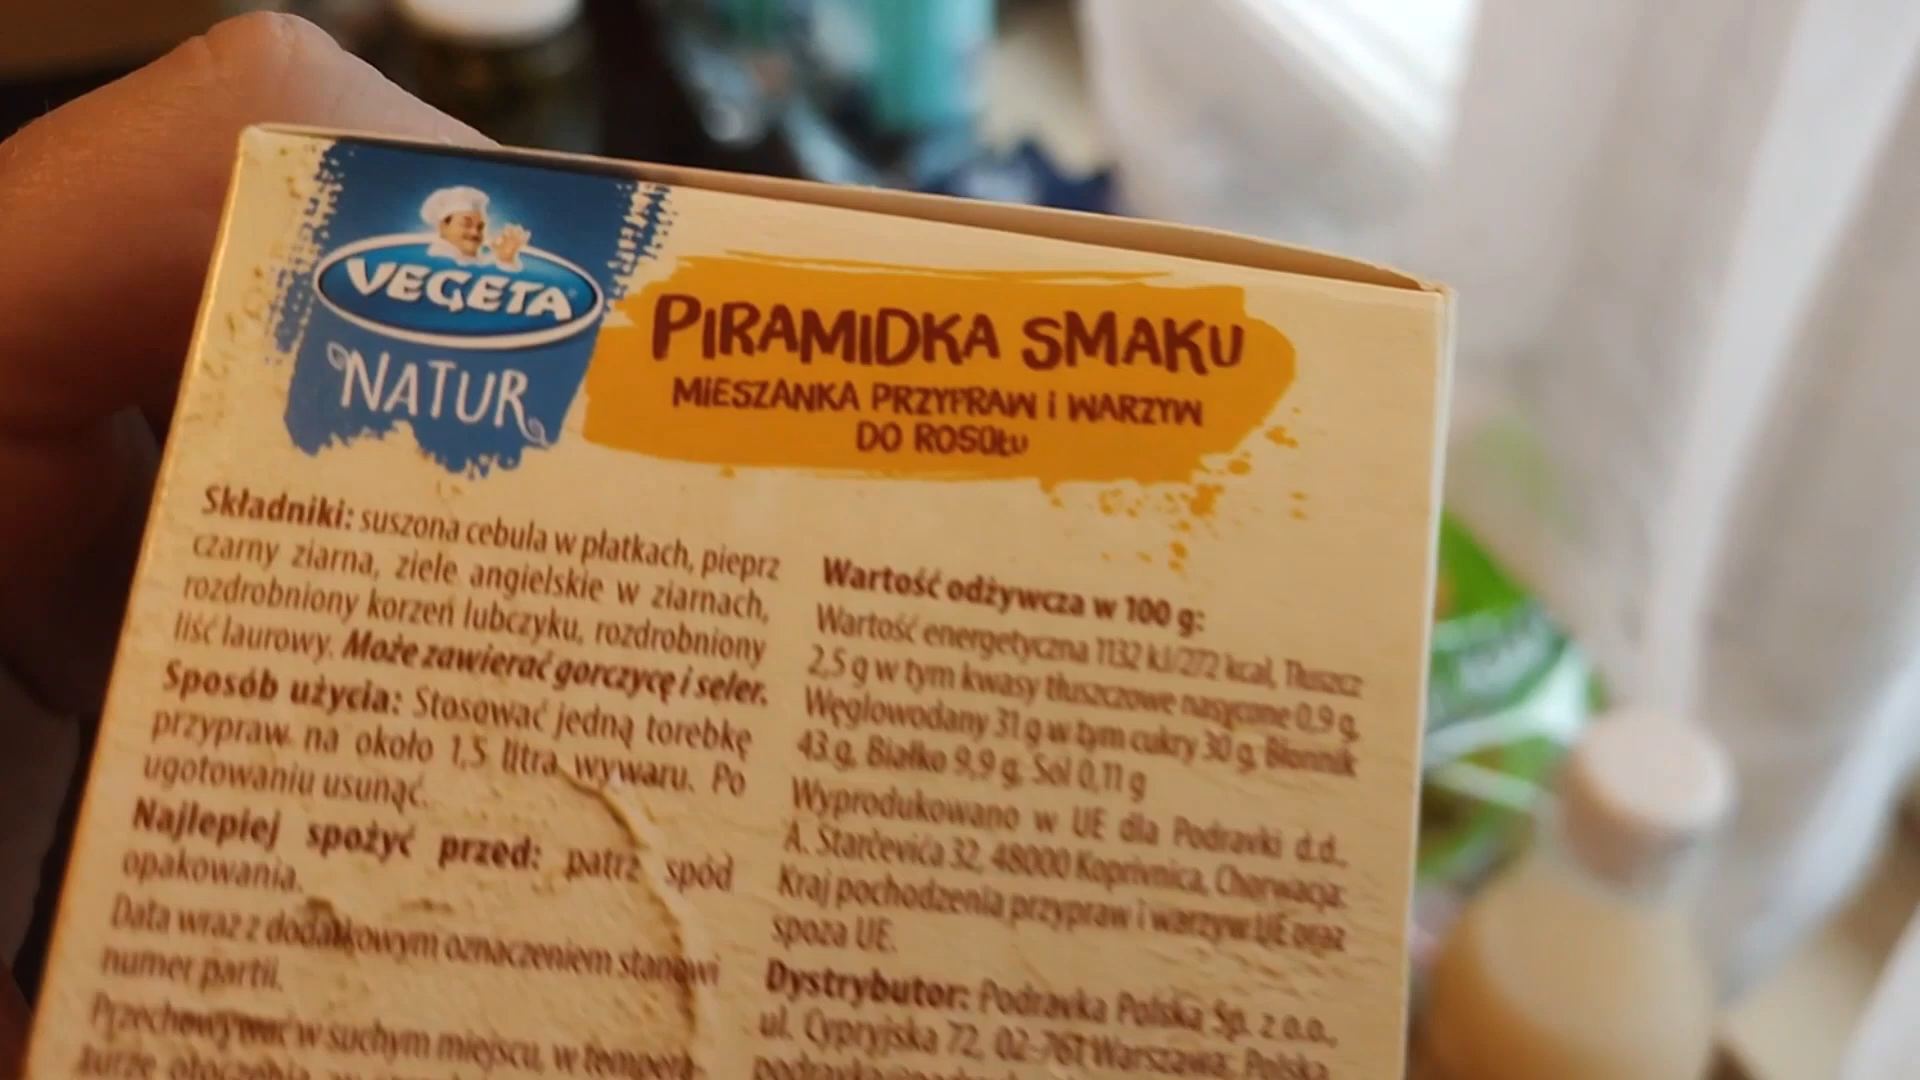 VEGETA
NATUR
PIRAMIDKA SMAKU
MIESZANKA PRZYPRAW i WARZYW
DO ROSOŁU
Składniki: suszona cebula w płatkach, pieprz
czarny ziarna, ziele angielskie w ziarnach,
rozdrobniony korzeń lubczyku, rozdrobniony
liść laurowy. Może zawierać gorczycę i seler.
Sposób użycia: Stosować jedną torebkę
przypraw na około 1,5 litra wywaru. Po
ugotowaniu usunąć.
Najlepiej spożyć przed: patrz spód
opakowania.
Data wraz z dodatkowym oznaczeniem stanowi
numer partii.
Przechowywać w suchym miejscu, w tempera-
turze otoczenia
Wartość odżywcza w 100 g:
Wartość energetyczna 1132 kJ/272 kcal, Tłuszcz
2,5 g w tym kwasy tłuszczowe nasycone 0,9 g,
Węglowodany 31 g w tym cukry 30 g, Błonnik
43 g, Białko 9,9 g, Sól 0,11 g
Wyprodukowano w UE dla Podravki d.d.,
A. Starčevića 32, 48000 Koprivnica, Chorwacja.
Kraj pochodzenia przypraw i warzyw: UE oraz
spoza UE.
Dystrybutor: Podravka Polska Sp. z o.o.,
ul. Cypryjska 72, 02-761 Warszawa, Polska